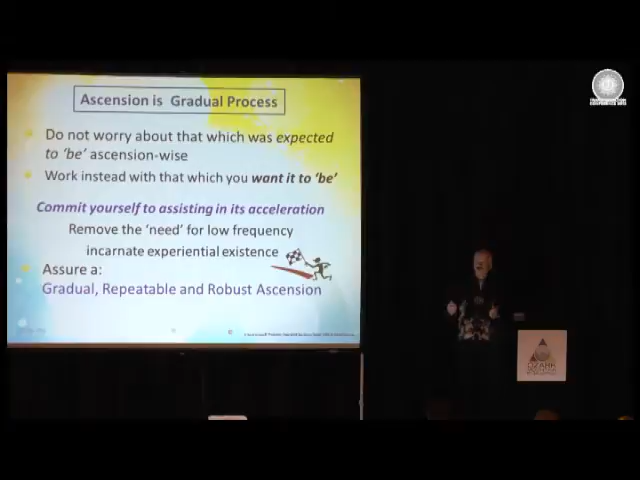 Ascension is Gradual Process
Do not worry about that which was expected
to 'be' ascension-wise
Work instead with that which you want it to 'be'
Commit yourself to assisting in its acceleration
Remove the 'need' for low frequency
incarnate experiential existence
Assure a:
Gradual, Repeatable and Robust Ascension
OZARK